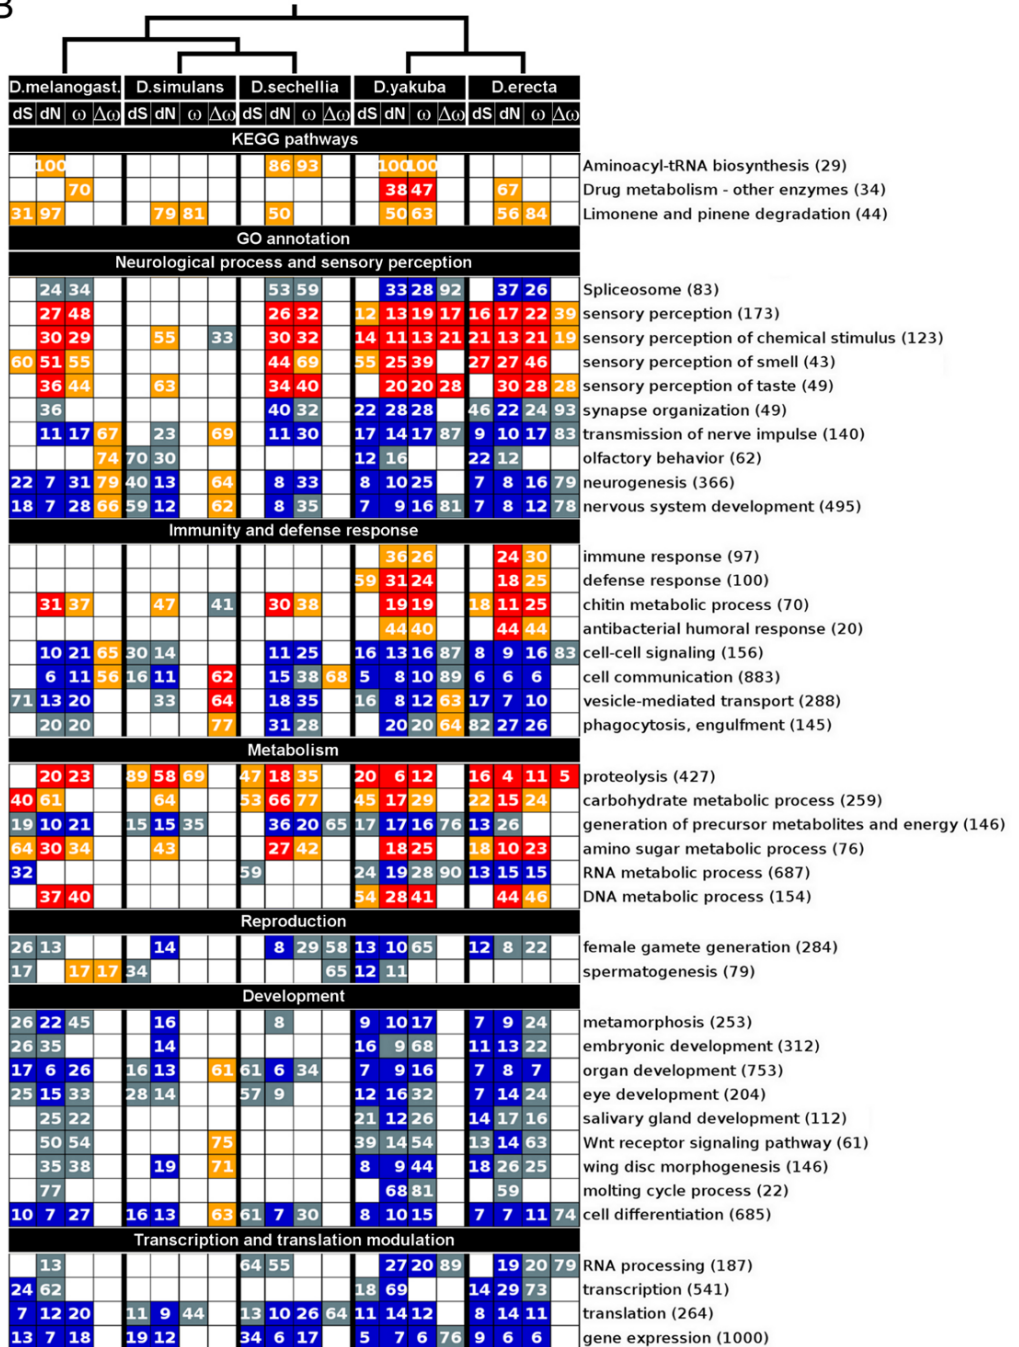 B
D.melanogast. D.simulans D.sechellia D.yakuba D.erecta
dS dN ω Δω dS dN ω Δω dS dN ω Δω dS dN ω Δω dS dN ω Δω
KEGG pathways
100 86 93 100 100 Aminoacyl-tRNA biosynthesis (29)
70 38 47 67 Drug metabolism - other enzymes (34)
31 97 79 81 50 50 63 56 84 Limonene and pinene degradation (44)
GO annotation
Neurological process and sensory perception
24 34 53 59 33 28 92 37 26 Spliceosome (83)
27 48 26 32 12 13 19 17 16 17 22 39 sensory perception (173)
30 29 55 33 30 32 14 11 13 21 21 13 21 19 sensory perception of chemical stimulus (123)
60 51 55 44 69 55 25 39 27 27 46 sensory perception of smell (43)
36 44 63 34 40 20 20 28 30 28 28 sensory perception of taste (49)
36 40 32 22 28 28 46 22 24 93 synapse organization (49)
11 17 67 23 69 11 30 17 14 17 87 9 10 17 83 transmission of nerve impulse (140)
74 70 30 12 16 22 12 olfactory behavior (62)
22 7 31 79 40 13 64 8 33 8 10 25 7 8 16 79 neurogenesis (366)
18 7 28 66 59 12 62 8 35 7 9 16 81 7 8 12 78 nervous system development (495)
Immunity and defense response
36 26 24 30 immune response (97)
59 31 24 18 25 defense response (100)
31 37 47 41 30 38 19 19 18 11 25 chitin metabolic process (70)
44 40 44 44 antibacterial humoral response (20)
10 21 65 30 14 11 25 16 13 16 87 8 9 16 83 cell-cell signaling (156)
6 11 56 16 11 62 15 38 68 5 8 10 89 6 6 6 cell communication (883)
71 13 20 33 64 18 35 16 8 12 63 17 7 10 vesicle-mediated transport (288)
20 20 77 31 28 20 20 64 82 27 26 phagocytosis, engulfment (145)
Metabolism
20 23 89 58 69 47 18 35 20 6 12 16 4 11 5 proteolysis (427)
40 61 64 53 66 77 45 17 29 22 15 24 carbohydrate metabolic process (259)
19 10 21 15 15 35 36 20 65 17 17 16 76 13 26 generation of precursor metabolites and energy (146)
64 30 34 43 27 42 18 25 18 10 23 amino sugar metabolic process (76)
32 59 24 19 28 90 13 15 15 RNA metabolic process (687)
37 40 54 28 41 44 46 DNA metabolic process (154)
Reproduction
26 13 14 8 29 58 13 10 65 12 8 22 female gamete generation (284)
17 17 17 34 65 12 11 spermatogenesis (79)
Development
26 22 45 16 8 9 10 17 7 9 24 metamorphosis (253)
26 35 14 16 9 68 11 13 22 embryonic development (312)
17 6 26 16 13 61 61 6 34 7 9 16 7 8 7 organ development (753)
25 15 33 28 14 57 9 12 16 32 7 14 24 eye development (204)
25 22 21 12 26 14 17 16 salivary gland development (112)
50 54 75 39 14 54 13 14 63 Wnt receptor signaling pathway (61)
35 38 19 71 8 9 44 18 26 25 wing disc morphogenesis (146)
77 68 81 59 molting cycle process (22)
10 7 27 16 13 63 61 7 30 8 10 15 7 7 11 74 cell differentiation (685)
Transcription and translation modulation
13 64 55 27 20 89 19 20 79 RNA processing (187)
24 62 18 69 14 29 73 transcription (541)
7 12 20 11 9 44 13 10 26 64 11 14 12 8 14 11 translation (264)
13 7 18 19 12 34 6 17 5 7 6 76 9 6 6 gene expression (1000)